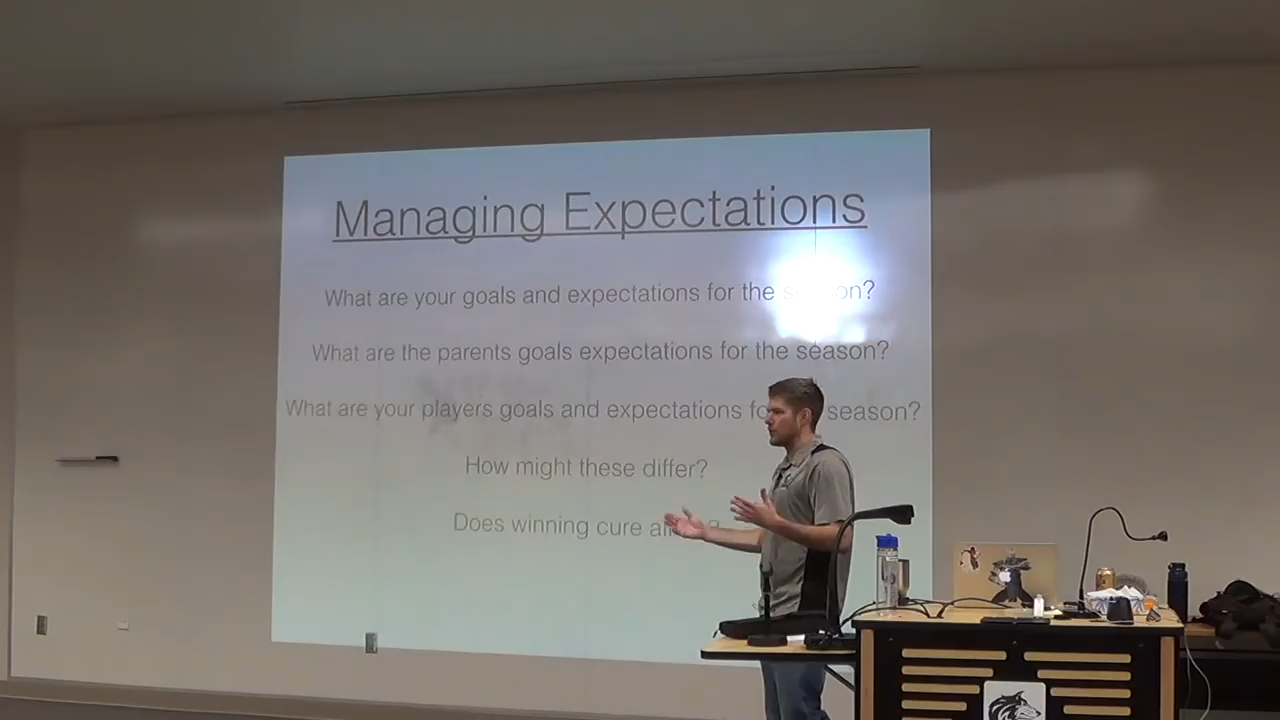 Managing Expectations
What are your goals and expectations for the season?
What are the parents goals expectations for the season?
What are your players goals and expectations season?
How might these differ?
Does winning cure